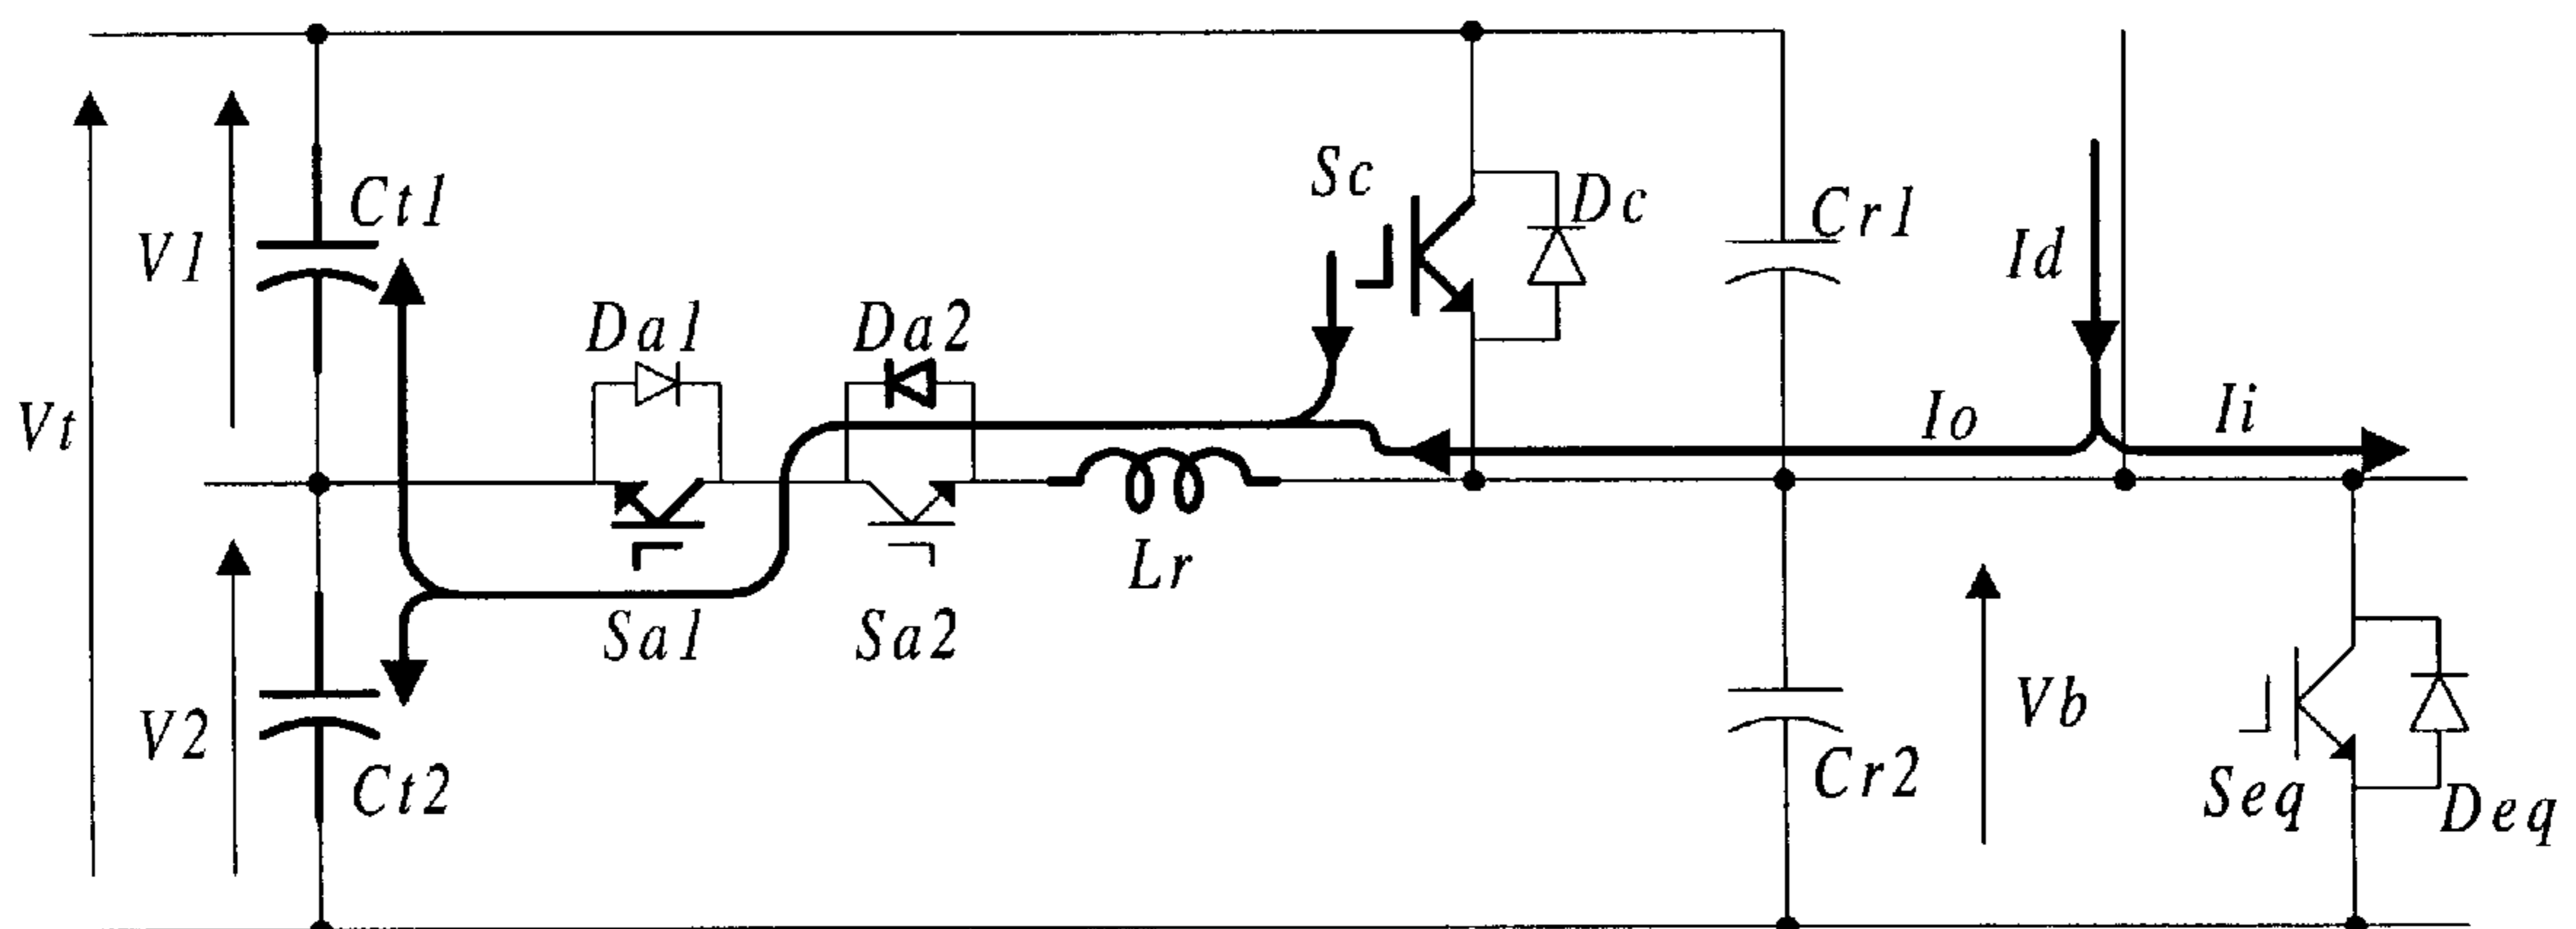 Ct1
Sc
Dc
Cr1
V1
Id
Da1
Da2
Vt
Io
Ii
Lr
Sa1
Sa2
V2
Vb
Ct2
Cr2
Seq
Deq